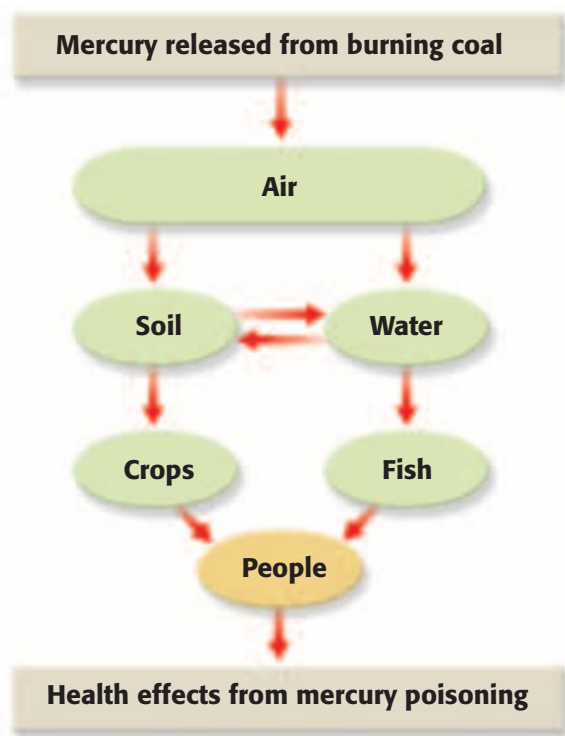 Mercury released from burning coal
Air
Soil
Water
Crops
Fish
People
Health effects from mercury poisoning